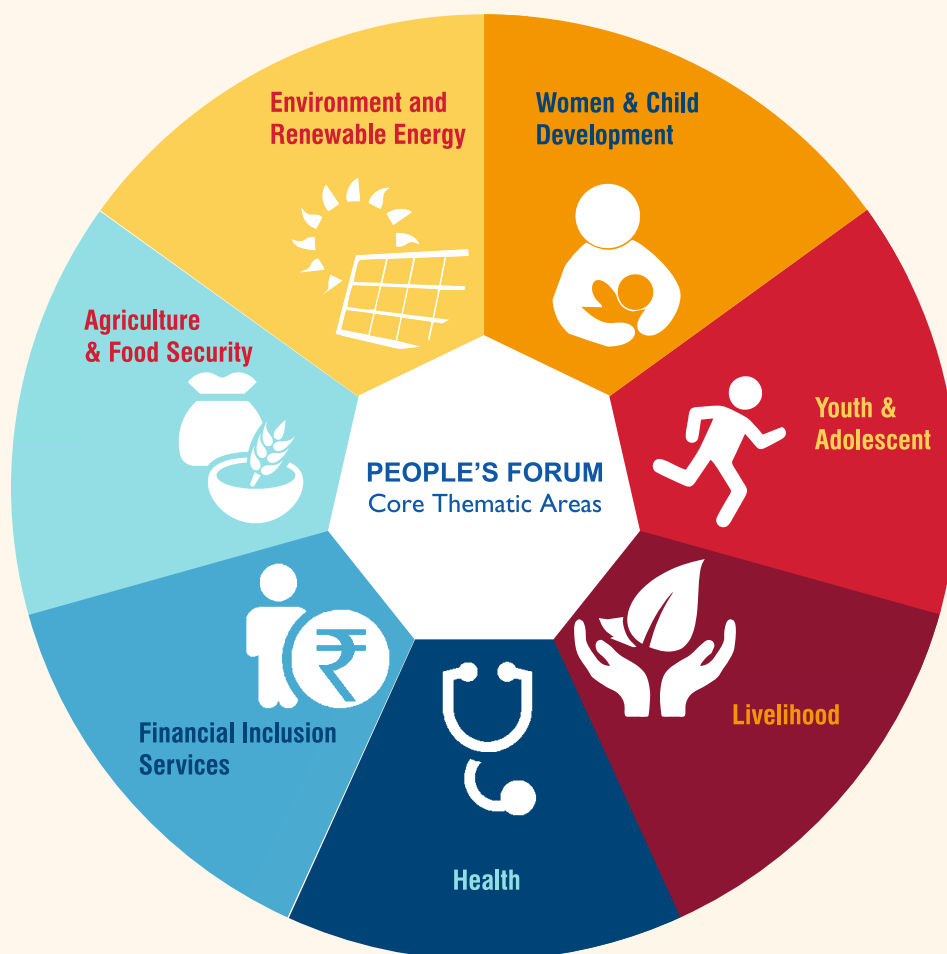 Environment and
Renewable Energy
Women & Child
Development
Agriculture
& Food Security
Youth &
Adolescent
PEOPLE’S FORUM
Core Thematic Areas
₹
Financial Inclusion
Services
Livelihood
Health